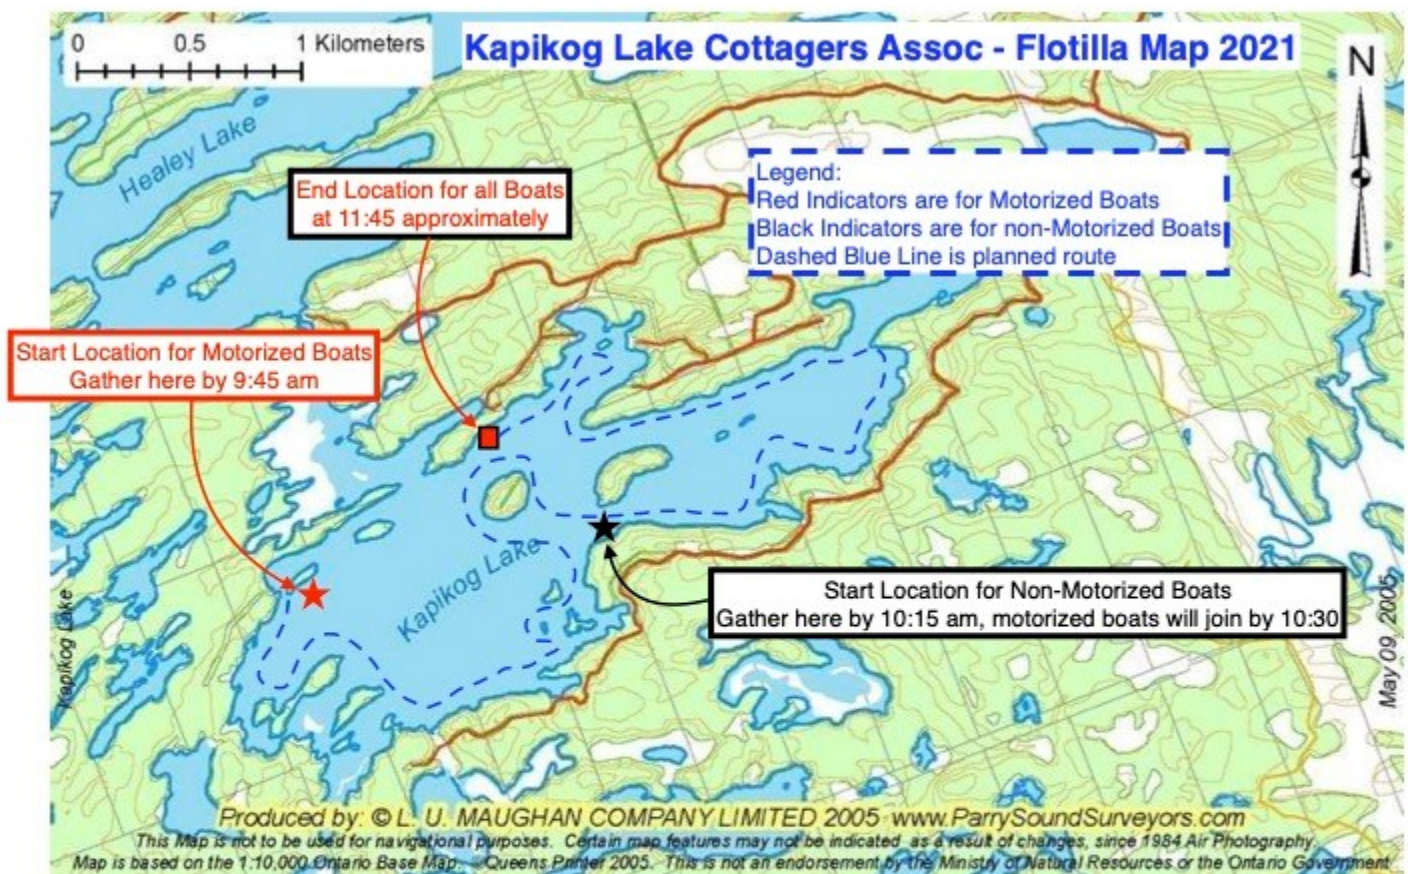 0 0.5 1 Kilometers
Kapikog Lake Cottagers Assoc - Flotilla Map 2021
N
Healey Lake
End Location for all Boats
at 11:45 approximately
Legend:
Red Indicators are for Motorized Boats
Black Indicators are for non-Motorized Boats
Dashed Blue Line is planned route
Start Location for Motorized Boats
Gather here by 9:45 am
Kapikog Lake
Start Location for Non-Motorized Boats
Gather here by 10:15 am, motorized boats will join by 10:30
Kapikog Lake
May 09, 2005
Produced by: © L. U. MAUGHAN COMPANY LIMITED 2005 www.ParrySoundSurveyors.com
This Map is not to be used for navigational purposes. Certain map features may not be indicated as a result of changes, since 1984 Air Photography.
Map is based on the 1:10,000 Ontario Base Map. ©Queens Printer 2005. This is not an endorsement by the Ministry of Natural Resources or the Ontario Government